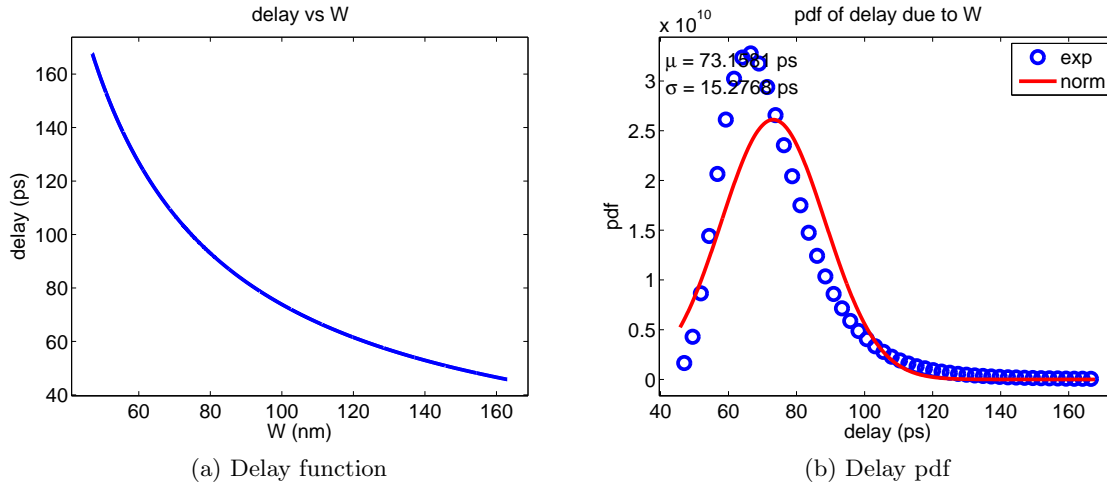 delay vs W
160
140
120
100
80
60
40
delay (ps)
60
80
100
120
140
160
W (nm)
(a) Delay function
x 10^10
pdf of delay due to W
3
2.5
2
1.5
1
0.5
0
pdf
μ = 73.1561 ps
σ = 15.2768 ps
exp
norm
40
60
80
100
120
140
160
delay (ps)
(b) Delay pdf